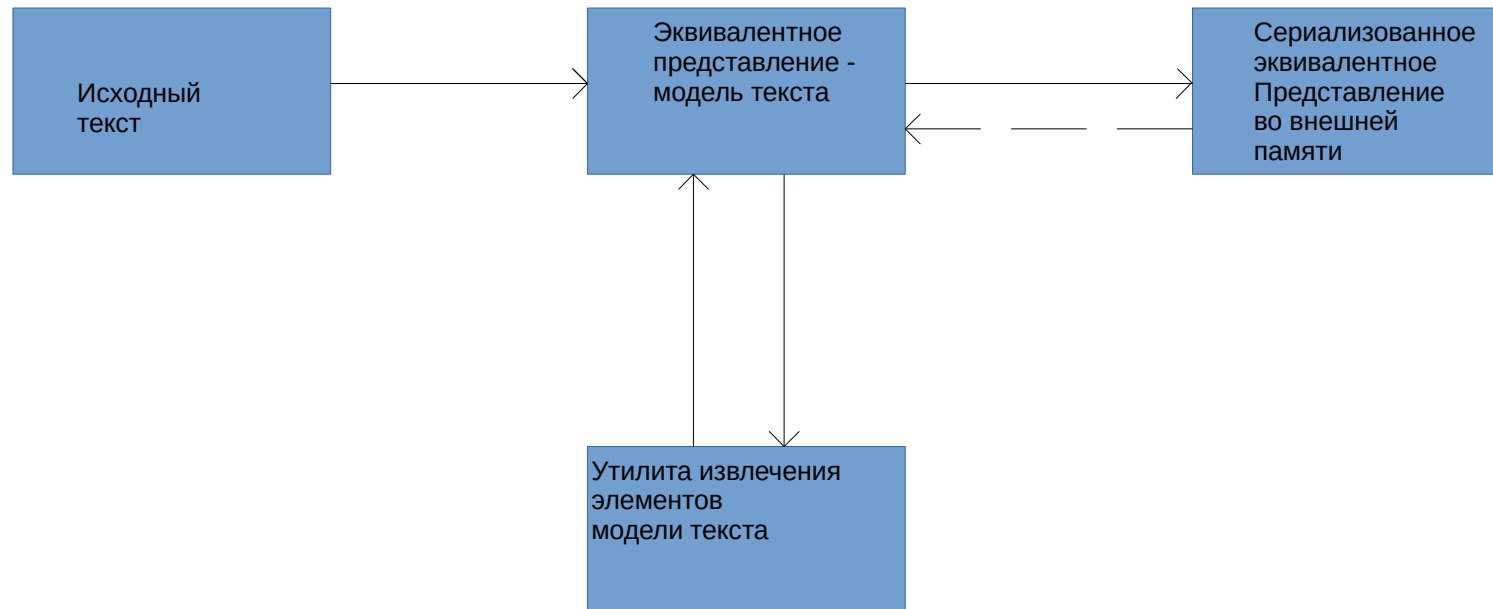 Исходный
текст
Эквивалентное
представление -
модель текста
Сериализованное
эквивалентное
Представление
во внешней
памяти
Утилита извлечения
элементов
модели текста